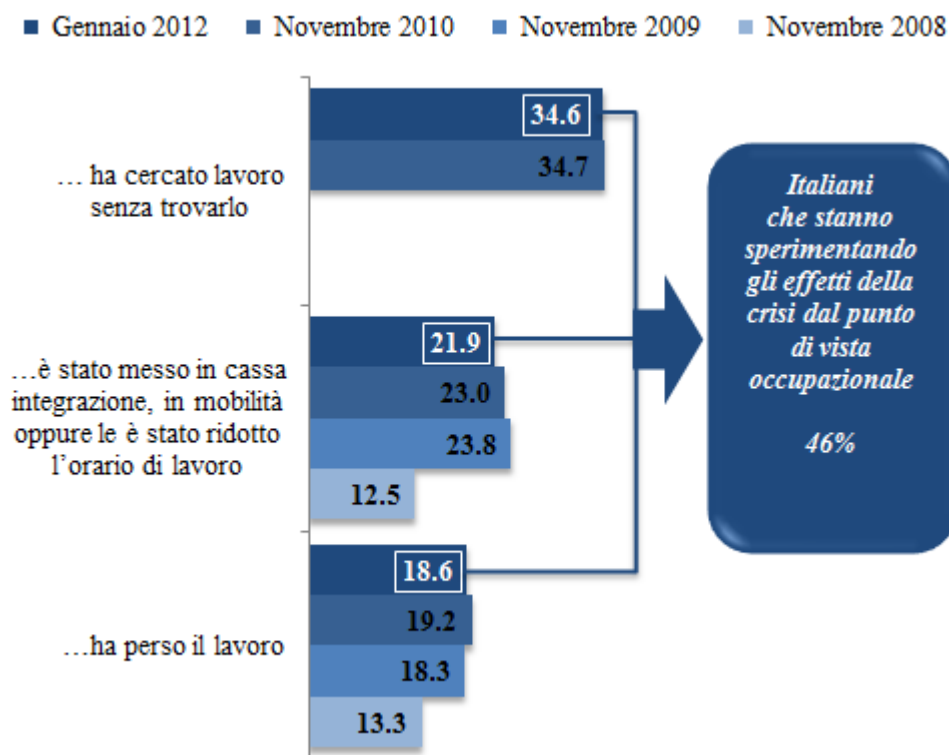 Gennaio 2012 Novembre 2010 Novembre 2009 Novembre 2008
… ha cercato lavoro
senza trovarlo
34.6
34.7
…è stato messo in cassa
integrazione, in mobilità
oppure le è stato ridotto
l'orario di lavoro
21.9
23.0
23.8
12.5
…ha perso il lavoro
18.6
19.2
18.3
13.3
Italiani
che stanno
sperimentando
gli effetti della
crisi dal punto
di vista
occupazionale
46%